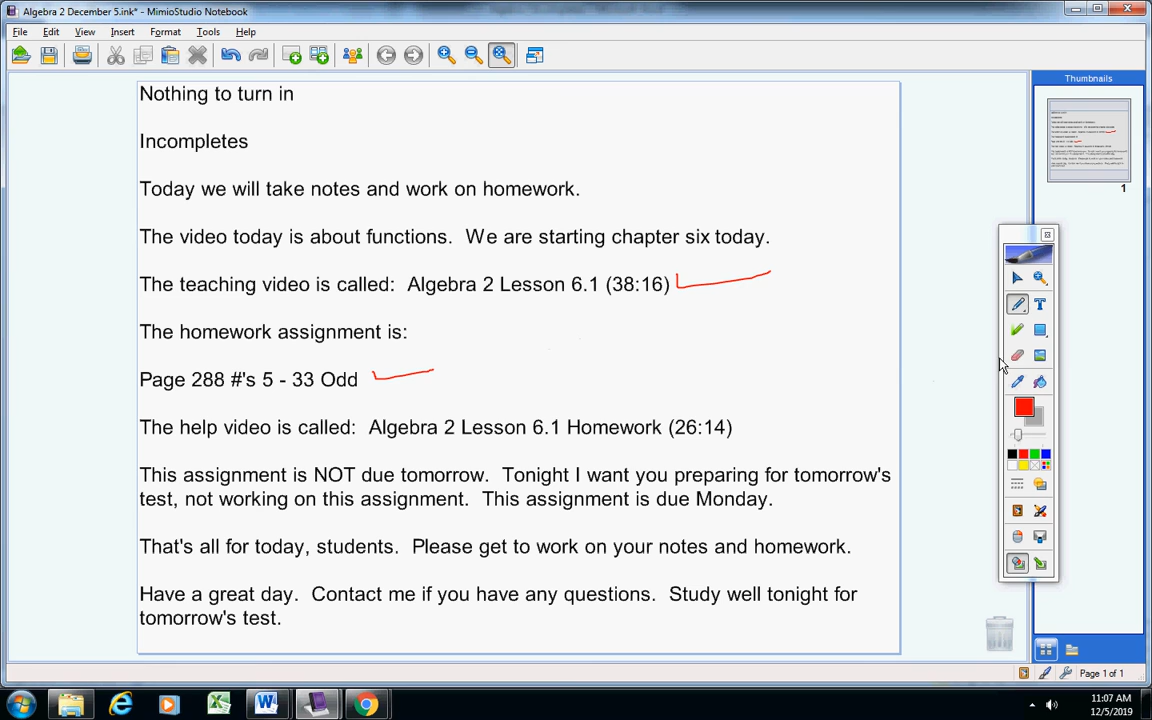 Algebra 2 December 5.ink* - MimioStudio Notebook
File Edit View Insert Format Tools Help
Thumbnails
1
Nothing to turn in
Incompletes
Today we will take notes and work on homework.
The video today is about functions.  We are starting chapter six today.
The teaching video is called:  Algebra 2 Lesson 6.1 (38:16)
The homework assignment is:
Page 288 #'s 5 - 33 Odd
The help video is called:  Algebra 2 Lesson 6.1 Homework (26:14)
This assignment is NOT due tomorrow.  Tonight I want you preparing for tomorrow's
test, not working on this assignment.  This assignment is due Monday.
That's all for today, students.  Please get to work on your notes and homework.
Have a great day.  Contact me if you have any questions.  Study well tonight for
tomorrow's test.
Page 1 of 1
11:07 AM
12/5/2019